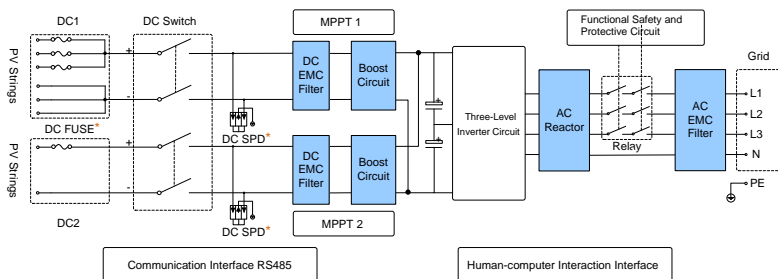 DC1
DC Switch
MPPT 1
Functional Safety and
Protective Circuit
Grid
PV Strings
+
-
DC FUSE*
DC
EMC
Filter
Boost
Circuit
DC SPD*
+
+
Three-Level
Inverter Circuit
AC
Reactor
Relay
AC
EMC
Filter
L1
L2
L3
N
PE
PV Strings
+
-
DC2
DC
EMC
Filter
Boost
Circuit
DC SPD*
MPPT 2
Communication Interface RS485
Human-computer Interaction Interface